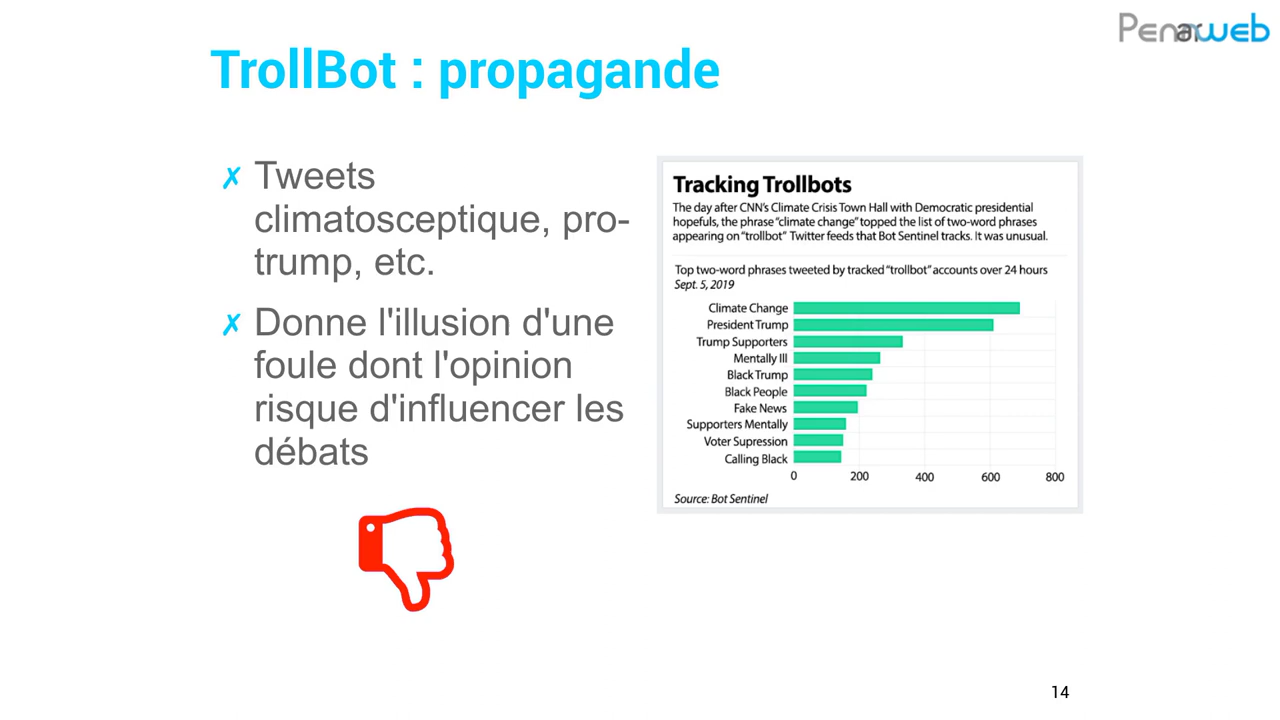 Penarweb
TrollBot : propagande
✗ Tweets
climatosceptique, pro-
trump, etc.
✗ Donne l'illusion d'une
foule dont l'opinion
risque d'influencer les
débats
Tracking Trollbots
The day after CNN's Climate Crisis Town Hall with Democratic presidential
hopefuls, the phrase "climate change" topped the list of two-word phrases
appearing on "trollbot" Twitter feeds that Bot Sentinel tracks. It was unusual.
Top two-word phrases tweeted by tracked "trollbot" accounts over 24 hours
Sept. 5, 2019
Climate Change
President Trump
Trump Supporters
Mentally Ill
Black Trump
Black People
Fake News
Supporters Mentally
Voter Supression
Calling Black
0 200 400 600 800
Source: Bot Sentinel
14